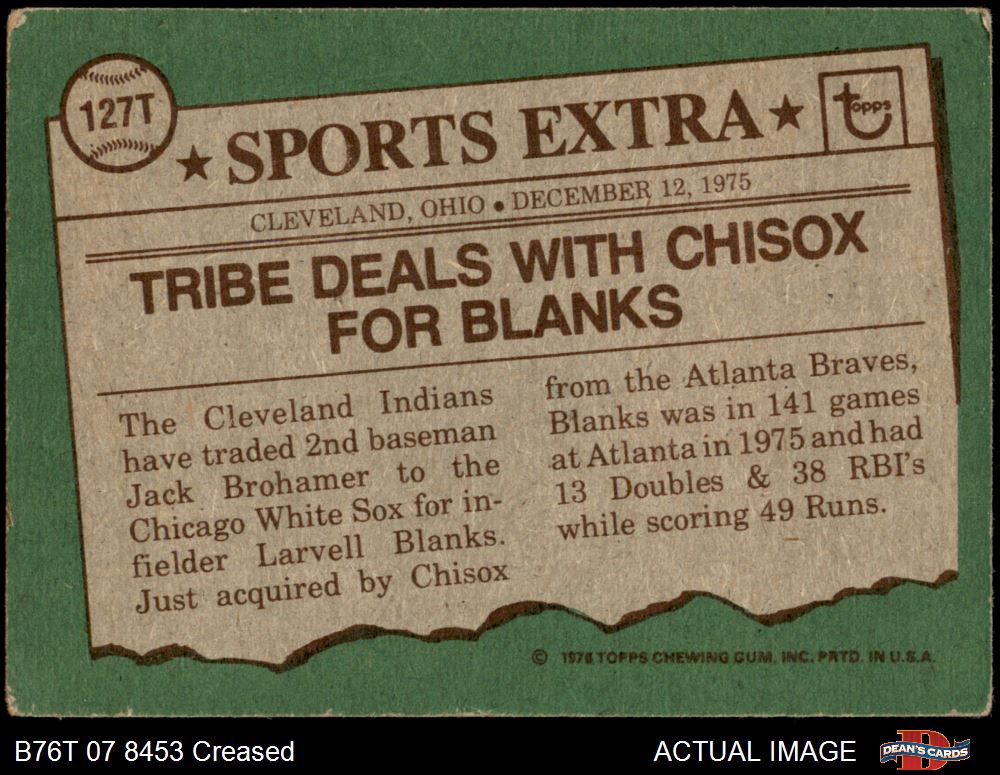 127T
★ SPORTS EXTRA ★
topps
CLEVELAND, OHIO • DECEMBER 12, 1975
TRIBE DEALS WITH CHISOX
FOR BLANKS
The Cleveland Indians
have traded 2nd baseman
Jack Brohamer to the
Chicago White Sox for in-
fielder Larvell Blanks.
Just acquired by Chisox
from the Atlanta Braves,
Blanks was in 141 games
at Atlanta in 1975 and had
13 Doubles & 38 RBI's
while scoring 49 Runs.
© 1976 TOPPS CHEWING GUM, INC. PRTD. IN U.S.A.
B76T 07 8453 Creased
ACTUAL IMAGE
DEAN'S CARDS